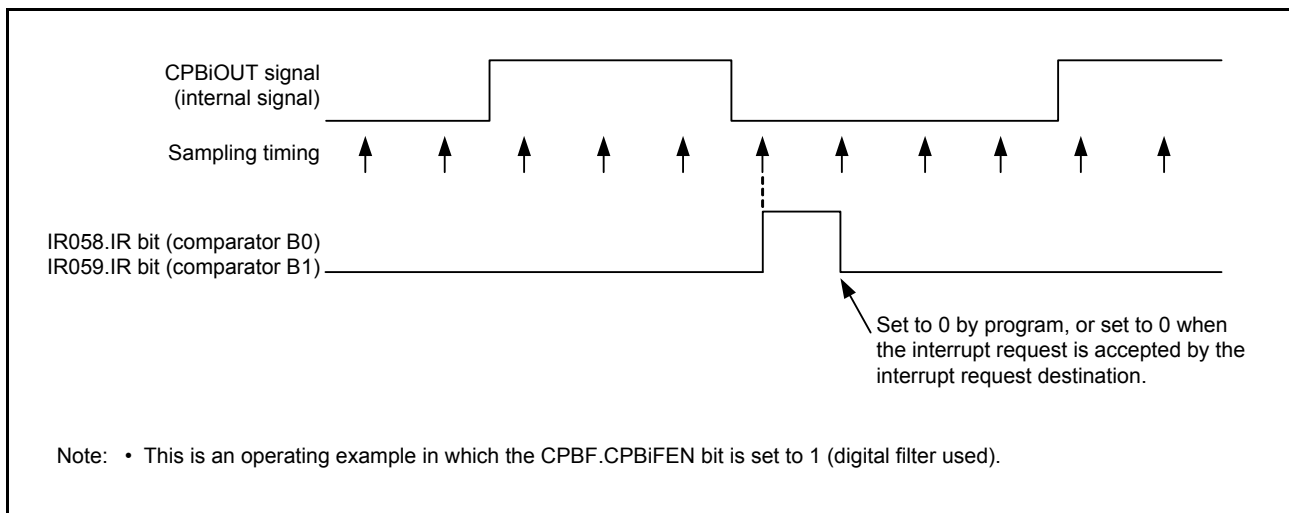 CPBiOUT signal
(internal signal)
Sampling timing
IR058.IR bit (comparator B0)
IR059.IR bit (comparator B1)
Set to 0 by program, or set to 0 when
the interrupt request is accepted by the
interrupt request destination.
Note: • This is an operating example in which the CPBF.CPBiFEN bit is set to 1 (digital filter used).